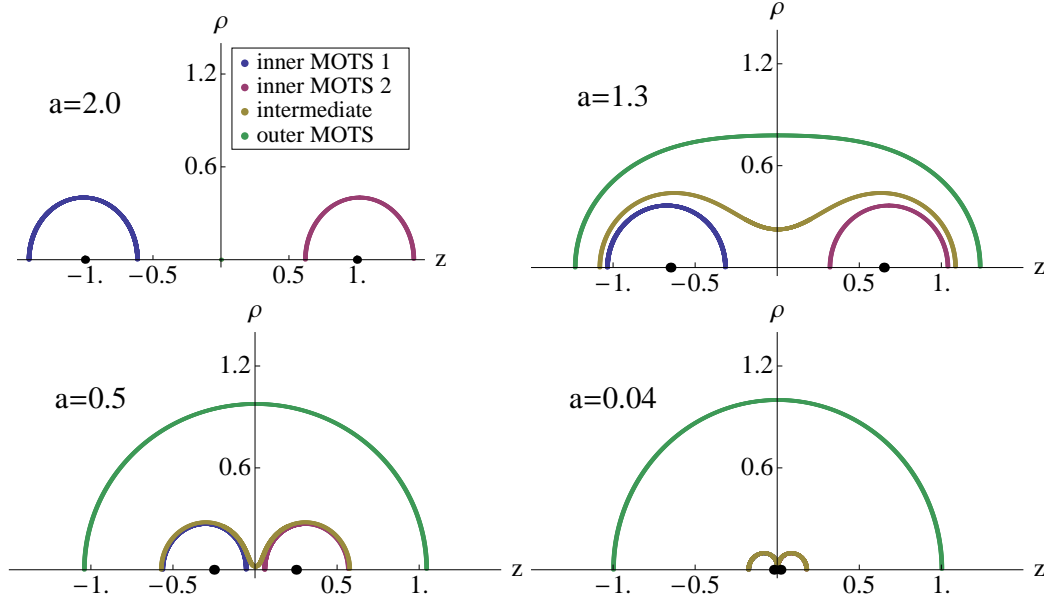 ρ
1.2
0.6
a=2.0
inner MOTS 1
inner MOTS 2
intermediate
outer MOTS
−1. −0.5 0.5 1. z
ρ
1.2
0.6
a=1.3
−1. −0.5 0.5 1. z
ρ
1.2
0.6
a=0.5
−1. −0.5 0.5 1. z
ρ
1.2
0.6
a=0.04
−1. −0.5 0.5 1. z